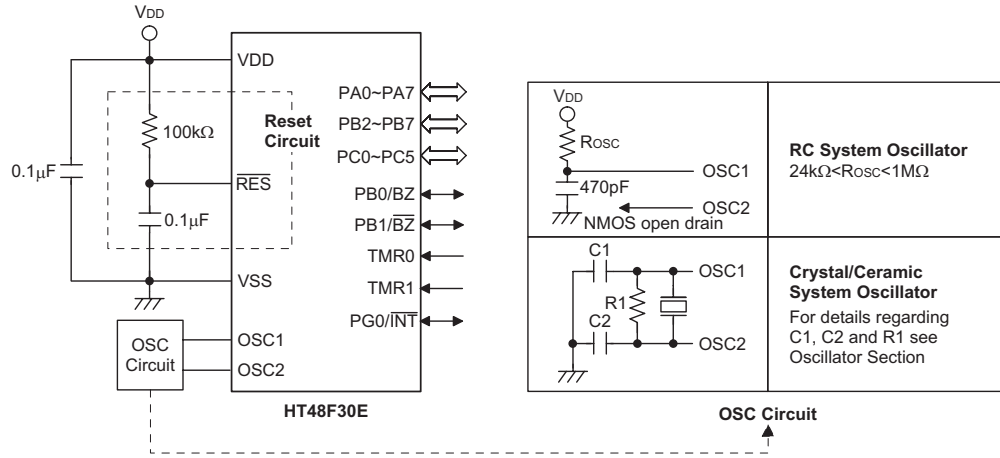 VDD
VDD
100kΩ
Reset
Circuit
0.1μF
R̅E̅S̅
0.1μF
VSS
OSC
Circuit
OSC1
OSC2
PA0~PA7
PB2~PB7
PC0~PC5
PB0/BZ
PB1/B̅Z̅
TMR0
TMR1
PG0/I̅N̅T̅
HT48F30E
VDD
ROSC
OSC1
470pF
OSC2
NMOS open drain
RC System Oscillator
24kΩ<ROSC<1MΩ
C1
OSC1
R1
C2
OSC2
Crystal/Ceramic
System Oscillator
For details regarding
C1, C2 and R1 see
Oscillator Section
OSC Circuit